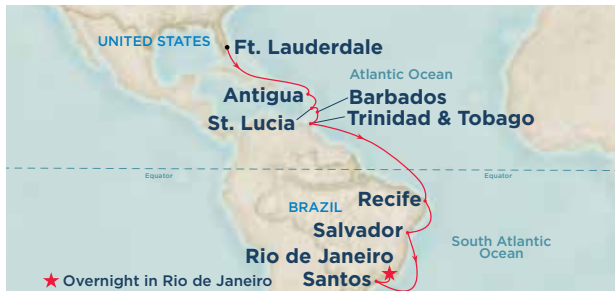 UNITED STATES
Ft. Lauderdale
Atlantic Ocean
Antigua
Barbados
St. Lucia
Trinidad & Tobago
Equator
Equator
Recife
BRAZIL
Salvador
South Atlantic
Ocean
Rio de Janeiro
Santos
Overnight in Rio de Janeiro